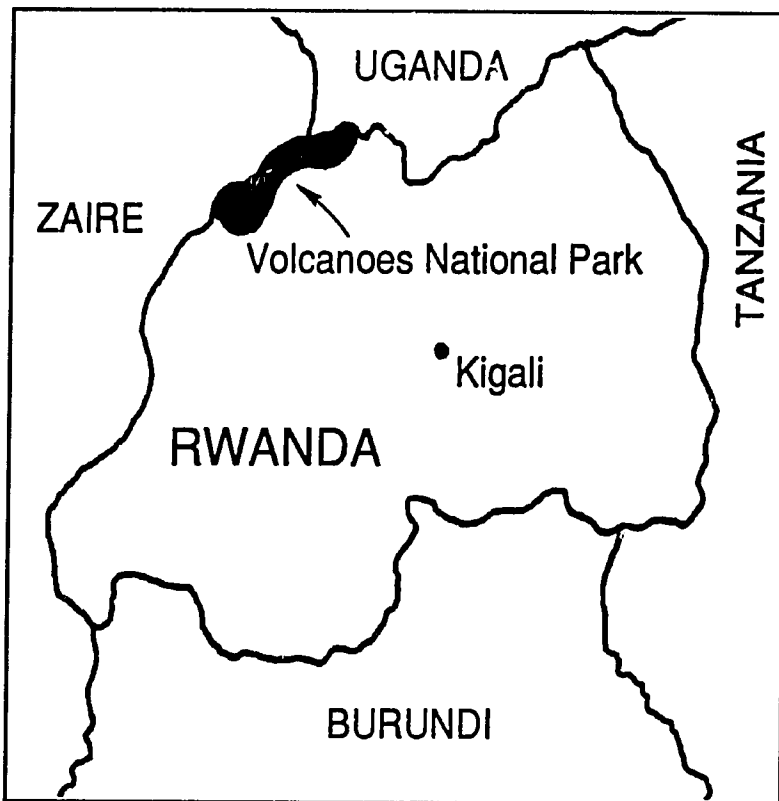 UGANDA
TANZANIA
ZAIRE
Volcanoes National Park
Kigali
RWANDA
BURUNDI